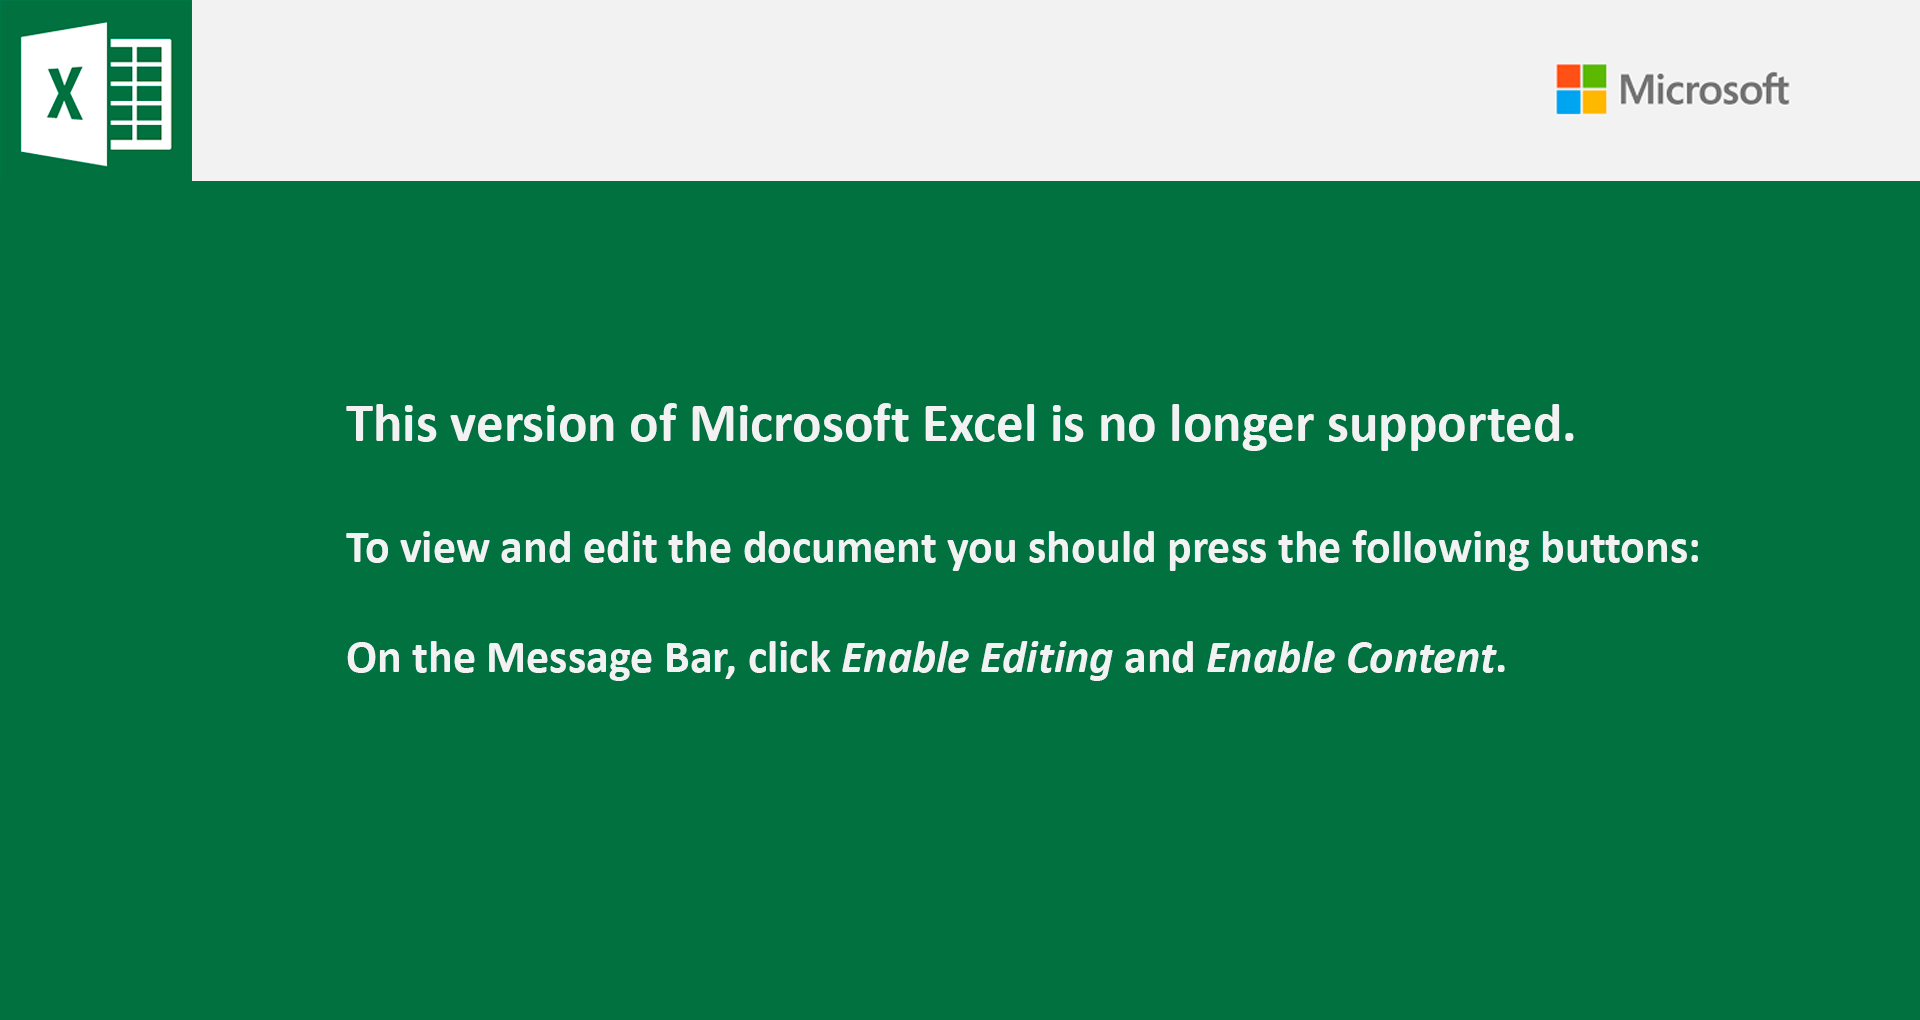 X
Microsoft
This version of Microsoft Excel is no longer supported.
To view and edit the document you should press the following buttons:
On the Message Bar, click Enable Editing and Enable Content.